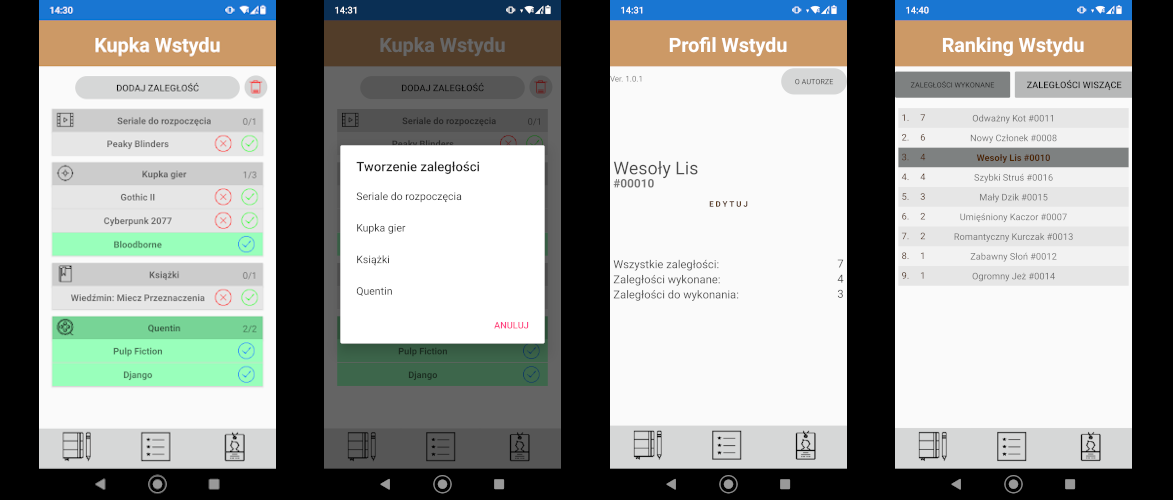 14:30
Kupka Wstydu
DODAJ ZALEGŁOŚĆ
Seriale do rozpoczęcia 0/1
Peaky Blinders
Kupka gier 1/3
Gothic II
Cyberpunk 2077
Bloodborne
Książki 0/1
Wiedźmin: Miecz Przeznaczenia
Quentin 2/2
Pulp Fiction
Django
14:31
Kupka Wstydu
DODAJ ZALEGŁOŚĆ
Seriale do rozpoczęcia 0/1
Peaky Blinders
Tworzenie zaległości
Seriale do rozpoczęcia
Kupka gier
Książki
Quentin
ANULUJ
Pulp Fiction
Django
14:31
Profil Wstydu
Ver. 1.0.1
O AUTORZE
Wesoły Lis
#00010
EDYTUJ
Wszystkie zaległości: 7
Zaległości wykonane: 4
Zaległości do wykonania: 3
14:40
Ranking Wstydu
ZALEGŁOŚCI WYKONANE
ZALEGŁOŚCI WISZĄCE
1. 7 Odważny Kot #0011
2. 6 Nowy Członek #0008
3. 4 Wesoły Lis #0010
4. 4 Szybki Struś #0016
5. 3 Mały Dzik #0015
6. 2 Umięśniony Kaczor #0007
7. 2 Romantyczny Kurczak #0013
8. 1 Zabawny Słoń #0012
9. 1 Ogromny Jeż #0014